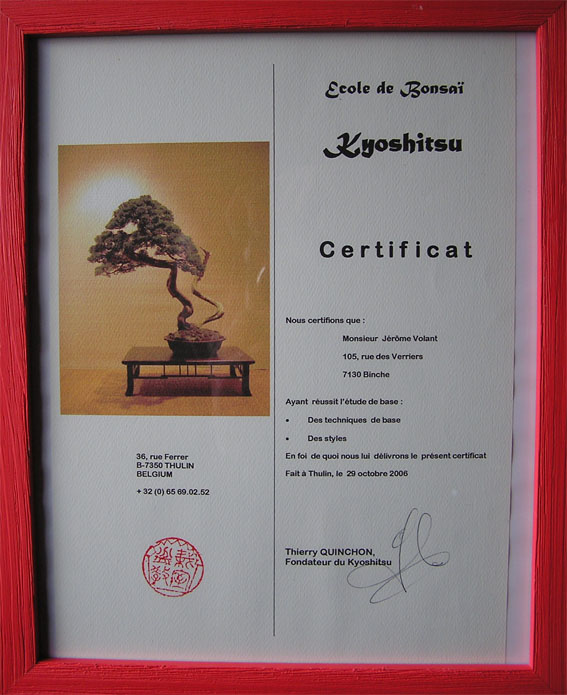 Ecole de Bonsaï
Kyoshitsu
Certificat
Nous certifions que :
Monsieur Jérôme Volant
105, rue des Verriers
7130 Binche
Ayant réussit l'étude de base :
• Des techniques de base
• Des styles
En foi de quoi nous lui délivrons le présent certificat
Fait à Thulin, le 29 octobre 2006
Thierry QUINCHON,
Fondateur du Kyoshitsu
36, rue Ferrer
B-7350 THULIN
BELGIUM
+ 32 (0) 65 69.02.52